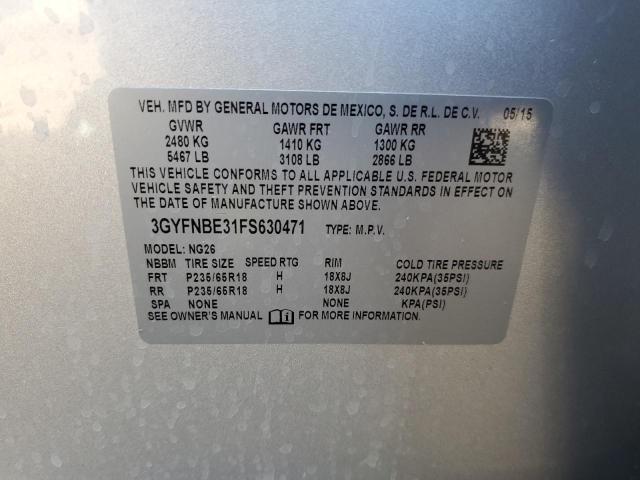 VEH. MFD BY GENERAL MOTORS DE MEXICO, S. DE R.L. DE C.V. 05/15
GVWR GAWR FRT GAWR RR
2480 KG 1410 KG 1300 KG
5467 LB 3108 LB 2866 LB
THIS VEHICLE CONFORMS TO ALL APPLICABLE U.S. FEDERAL MOTOR
VEHICLE SAFETY AND THEFT PREVENTION STANDARDS IN EFFECT ON
THE DATE OF MANUFACTURE SHOWN ABOVE.
3GYFNBE31FS630471 TYPE: M.P.V.
MODEL: NG26
NBBM TIRE SIZE SPEED RTG RIM COLD TIRE PRESSURE
FRT P235/65R18 H 18X8J 240KPA(35PSI)
RR P235/65R18 H 18X8J 240KPA(35PSI)
SPA NONE NONE KPA(PSI)
SEE OWNER'S MANUAL FOR MORE INFORMATION.